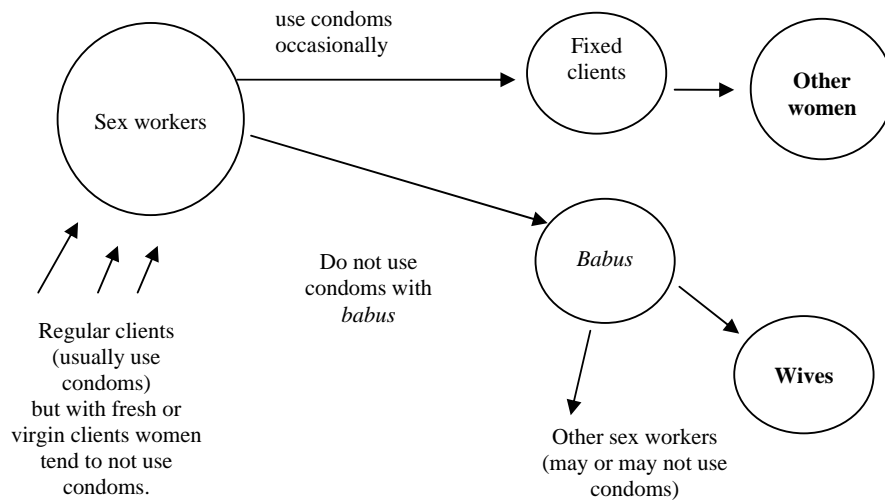 use condoms
occasionally
Fixed
clients
Other
women
Sex workers
Babus
Do not use
condoms with
babus
Regular clients
(usually use
condoms)
but with fresh or
virgin clients women
tend to not use
condoms.
Wives
Other sex workers
(may or may not use
condoms)